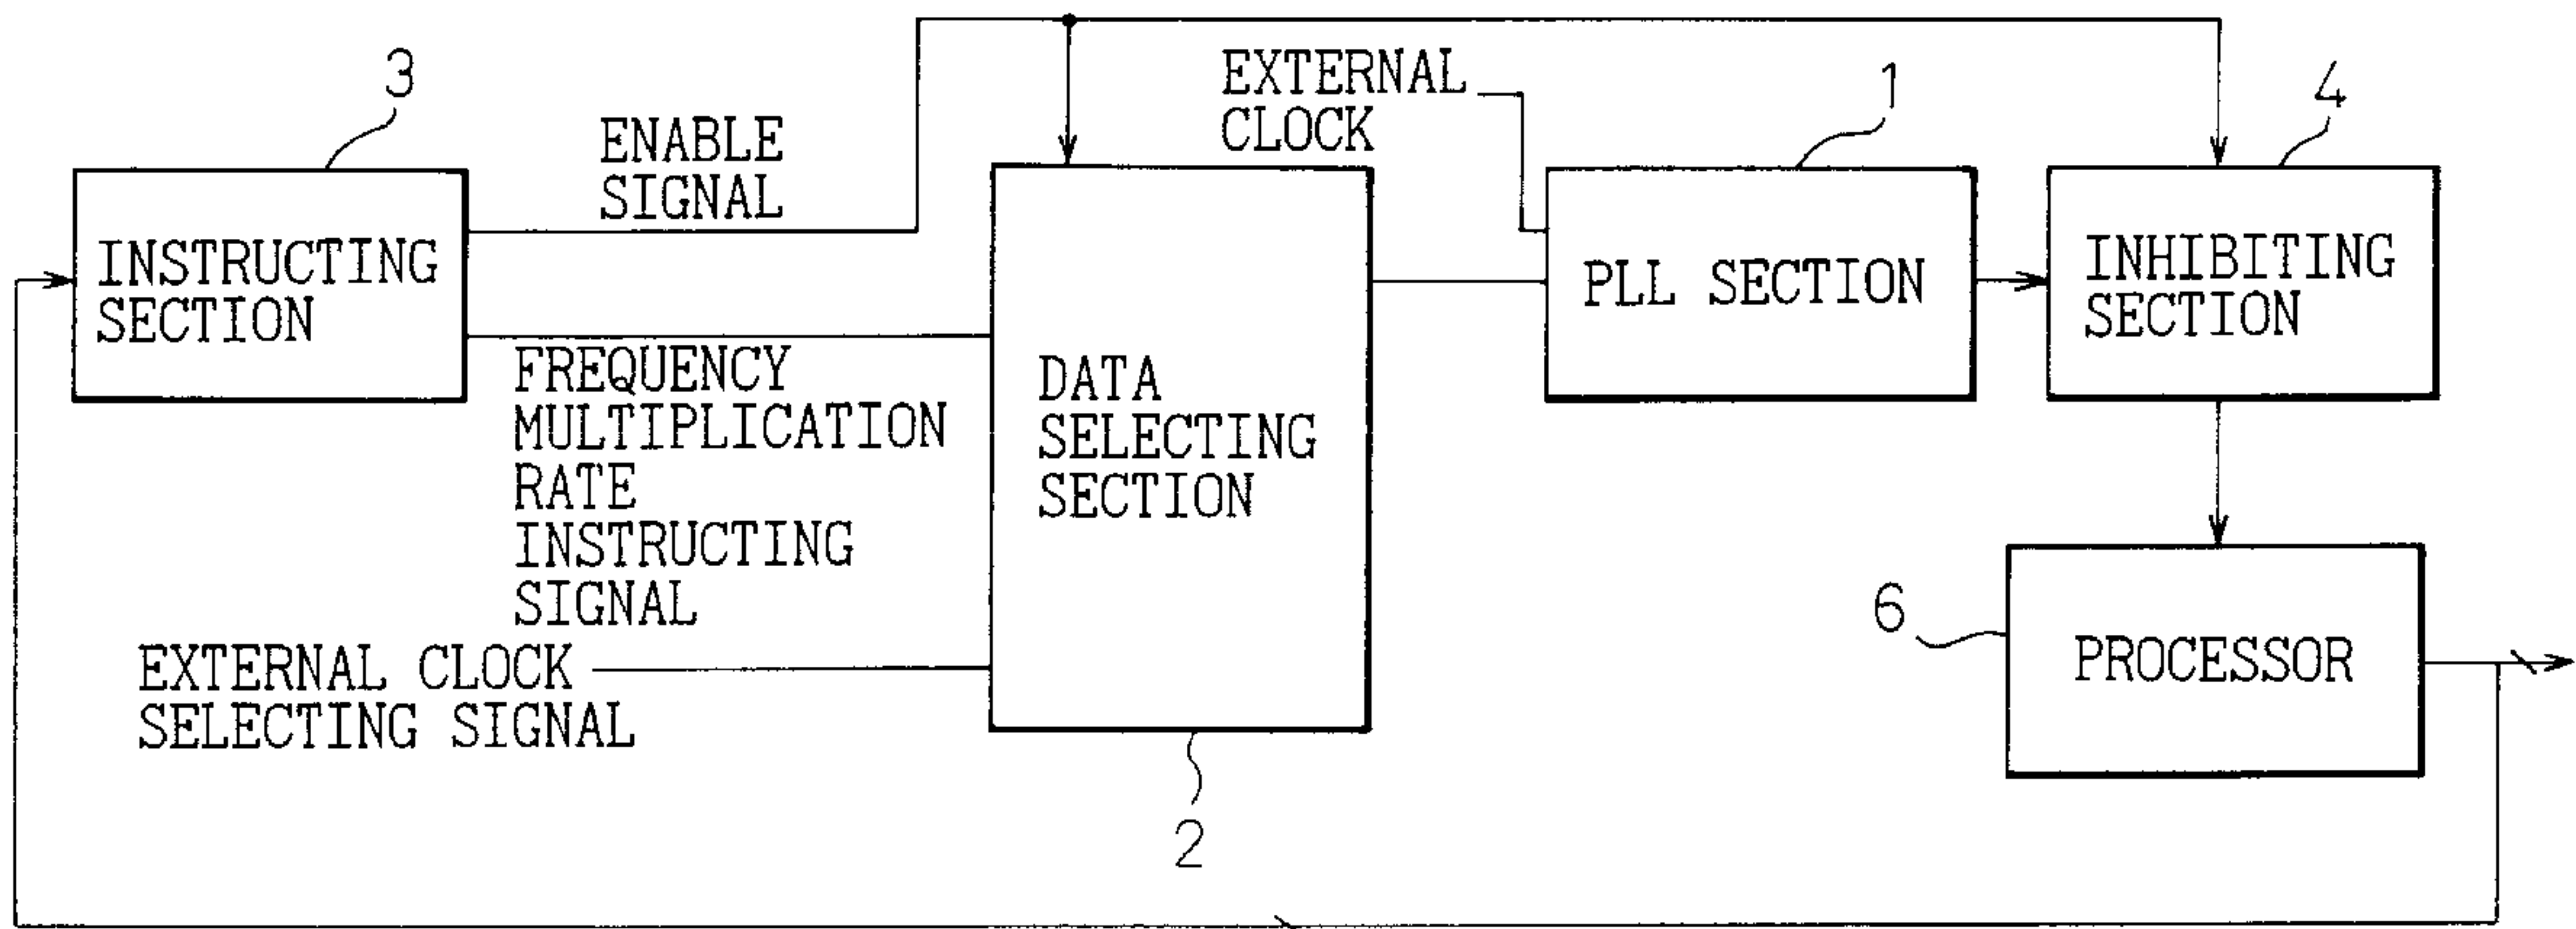 3
ENABLE
SIGNAL
INSTRUCTING
SECTION
FREQUENCY
MULTIPLICATION
RATE
INSTRUCTING
SIGNAL
EXTERNAL CLOCK
SELECTING SIGNAL
DATA
SELECTING
SECTION
2
EXTERNAL
CLOCK
1
PLL SECTION
4
INHIBITING
SECTION
6
PROCESSOR